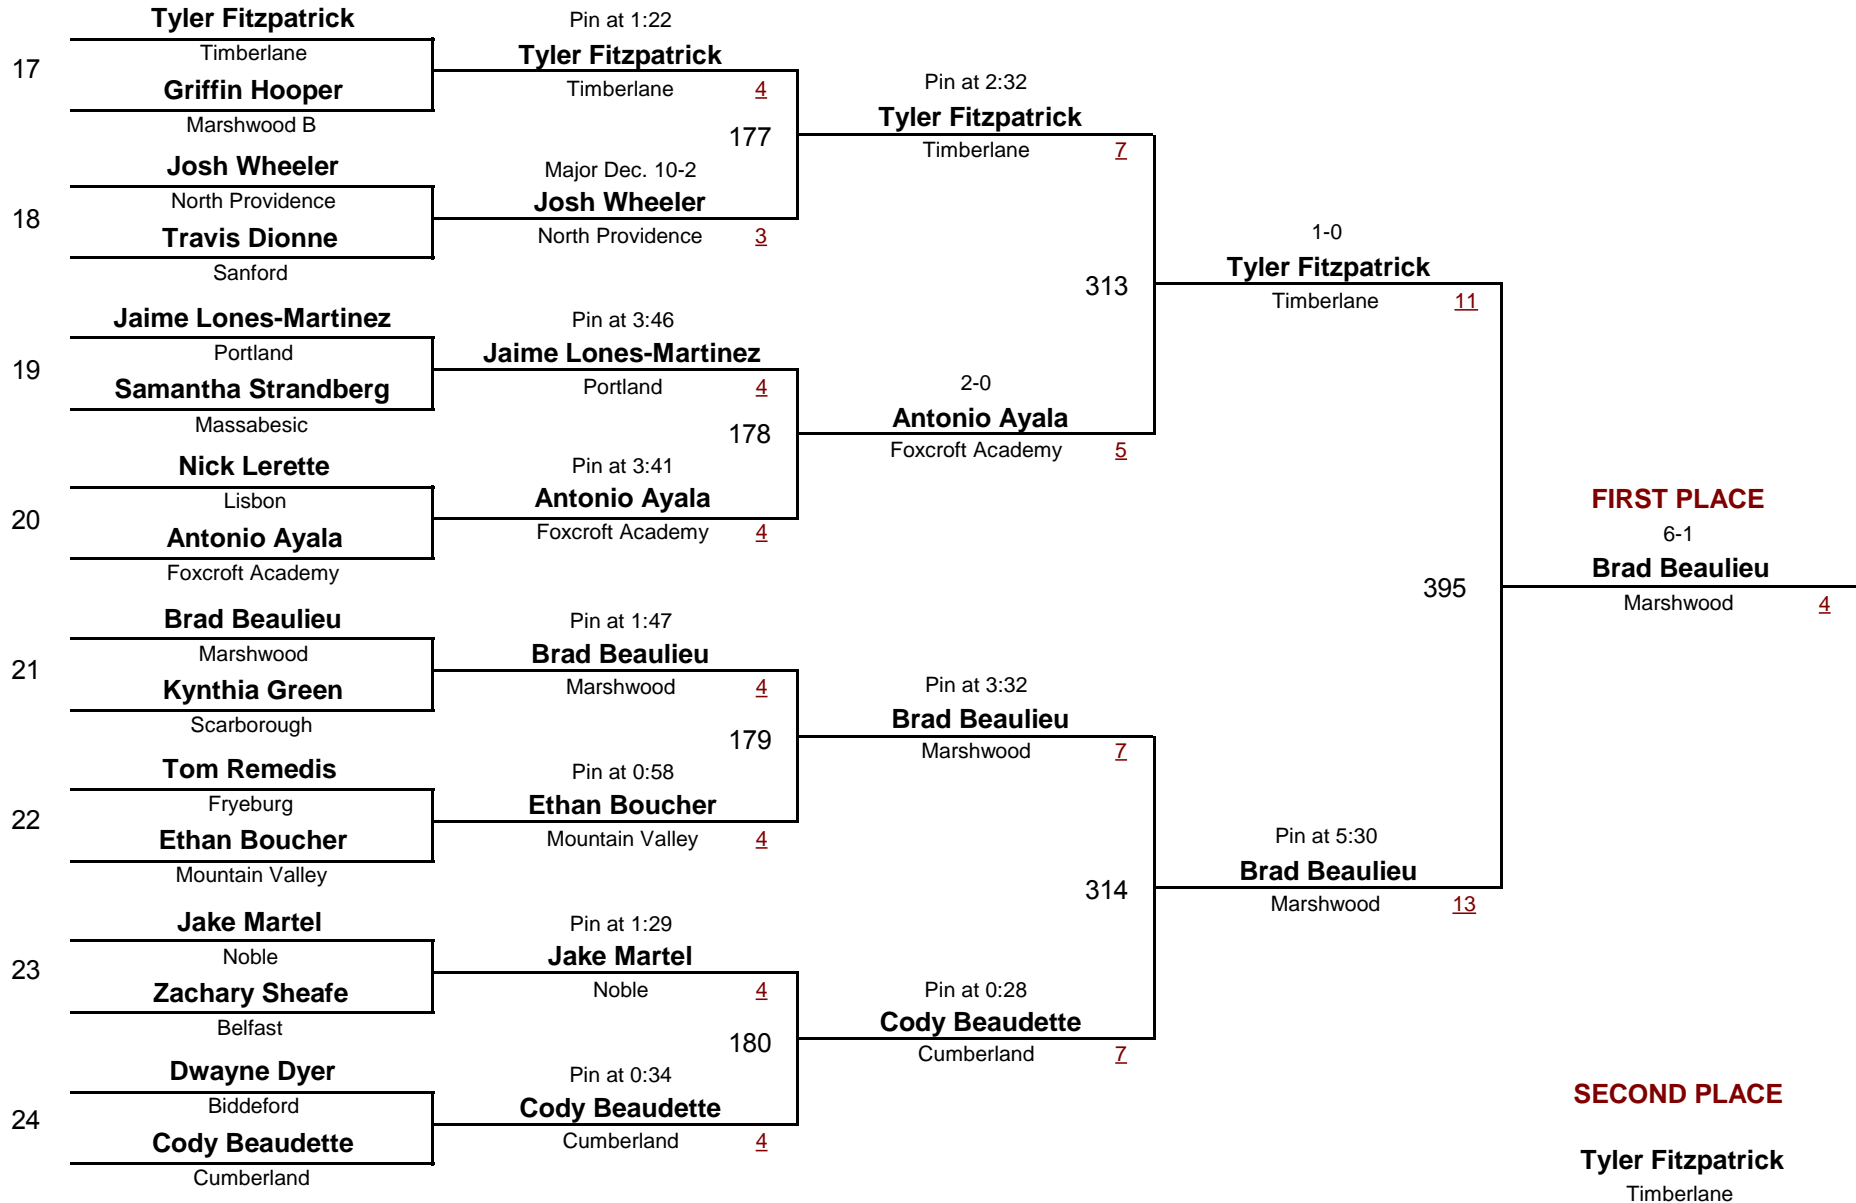 Tyler Fitzpatrick
Timberlane
17
Griffin Hooper
Marshwood B
Josh Wheeler
North Providence
18
Travis Dionne
Sanford
Jaime Lones-Martinez
Portland
19
Samantha Strandberg
Massabesic
Nick Lerette
Lisbon
20
Antonio Ayala
Foxcroft Academy
Brad Beaulieu
Marshwood
21
Kynthia Green
Scarborough
Tom Remedis
Fryeburg
22
Ethan Boucher
Mountain Valley
Jake Martel
Noble
23
Zachary Sheafe
Belfast
Dwayne Dyer
Biddeford
24
Cody Beaudette
Cumberland
Pin at 1:22
Tyler Fitzpatrick
Timberlane 4
177
Major Dec. 10-2
Josh Wheeler
North Providence 3
Pin at 3:46
Jaime Lones-Martinez
Portland 4
178
Pin at 3:41
Antonio Ayala
Foxcroft Academy 4
Pin at 1:47
Brad Beaulieu
Marshwood 4
179
Pin at 0:58
Ethan Boucher
Mountain Valley 4
Pin at 1:29
Jake Martel
Noble 4
180
Pin at 0:34
Cody Beaudette
Cumberland 4
Pin at 2:32
Tyler Fitzpatrick
Timberlane 7
313
2-0
Antonio Ayala
Foxcroft Academy 5
Pin at 3:32
Brad Beaulieu
Marshwood 7
314
Pin at 0:28
Cody Beaudette
Cumberland 7
1-0
Tyler Fitzpatrick
Timberlane 11
395
Pin at 5:30
Brad Beaulieu
Marshwood 13
FIRST PLACE
6-1
Brad Beaulieu
Marshwood 4
SECOND PLACE
Tyler Fitzpatrick
Timberlane